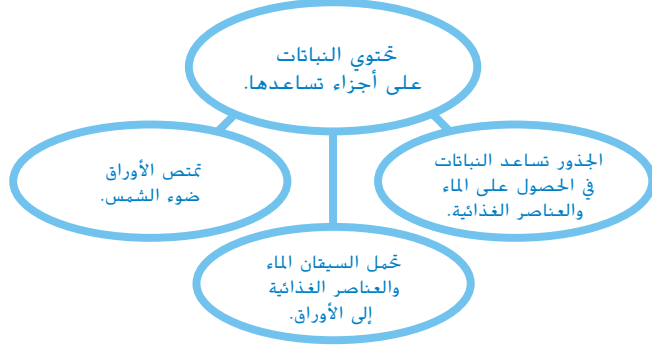 تحتوي النباتات
على أجزاء تساعدها.
الجذور تساعد النباتات
في الحصول على الماء
والعناصر الغذائية.
تمتص الأوراق
ضوء الشمس.
تحمل السيقان الماء
والعناصر الغذائية
إلى الأوراق.